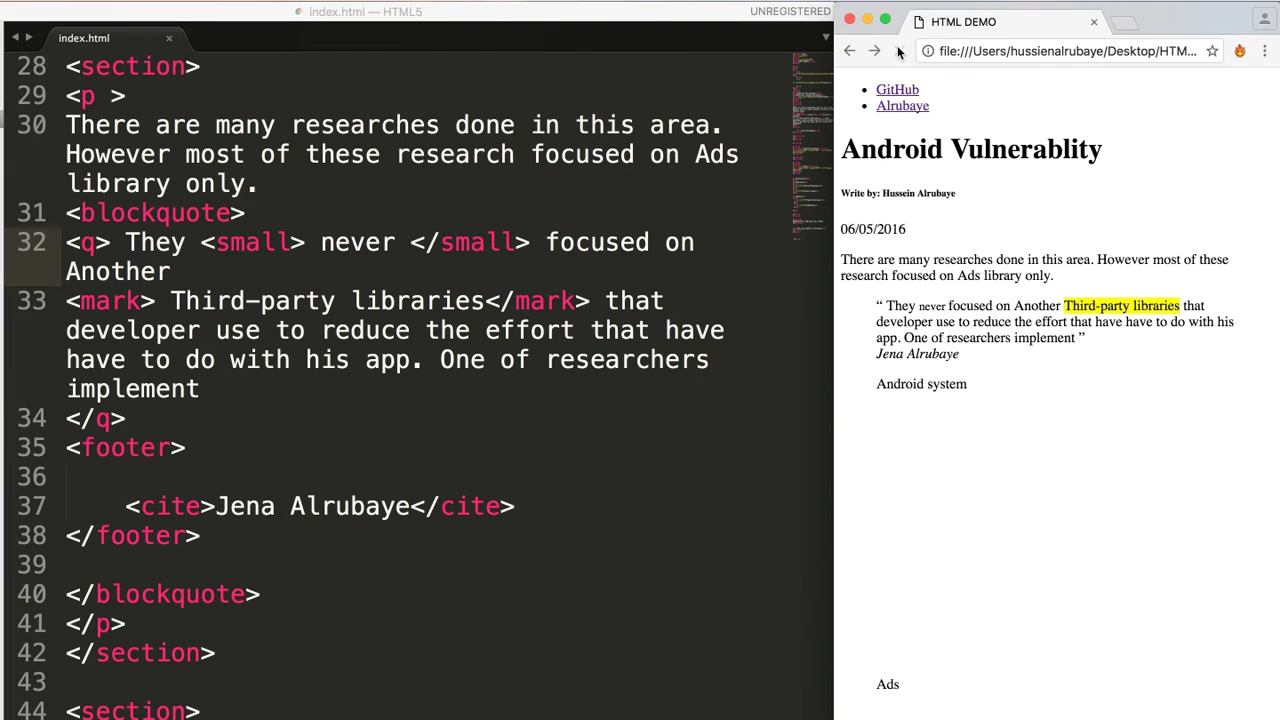 index.html — HTML5
UNREGISTERED
index.html ×
28 <section>
29 <p >
30 There are many researches done in this area.
However most of these research focused on Ads
library only.
31 <blockquote>
32 <q> They <small> never </small> focused on
Another
33 <mark> Third-party libraries</mark> that
developer use to reduce the effort that have
have to do with his app. One of researchers
implement
34 </q>
35 <footer>
36
37 <cite>Jena Alrubaye</cite>
38 </footer>
39
40 </blockquote>
41 </p>
42 </section>
43
44 <section>
HTML DEMO ×
file:///Users/hussienalrubaye/Desktop/HTM...
• GitHub
• Alrubaye
Android Vulnerablity
Write by: Hussein Alrubaye
06/05/2016
There are many researches done in this area. However most of these
research focused on Ads library only.
“ They never focused on Another Third-party libraries that
developer use to reduce the effort that have have to do with his
app. One of researchers implement ”
Jena Alrubaye
Android system
Ads